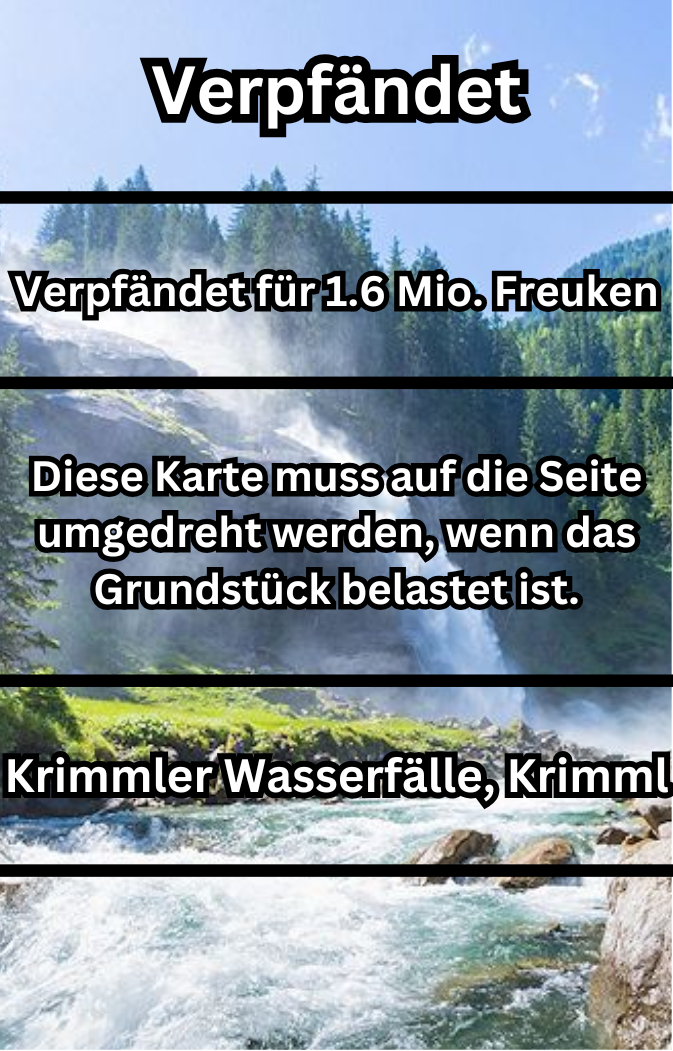 Verpfändet
Verpfändet für 1.6 Mio. Freuken
Diese Karte muss auf die Seite
umgedreht werden, wenn das
Grundstück belastet ist.
Krimmler Wasserfälle, Krimml